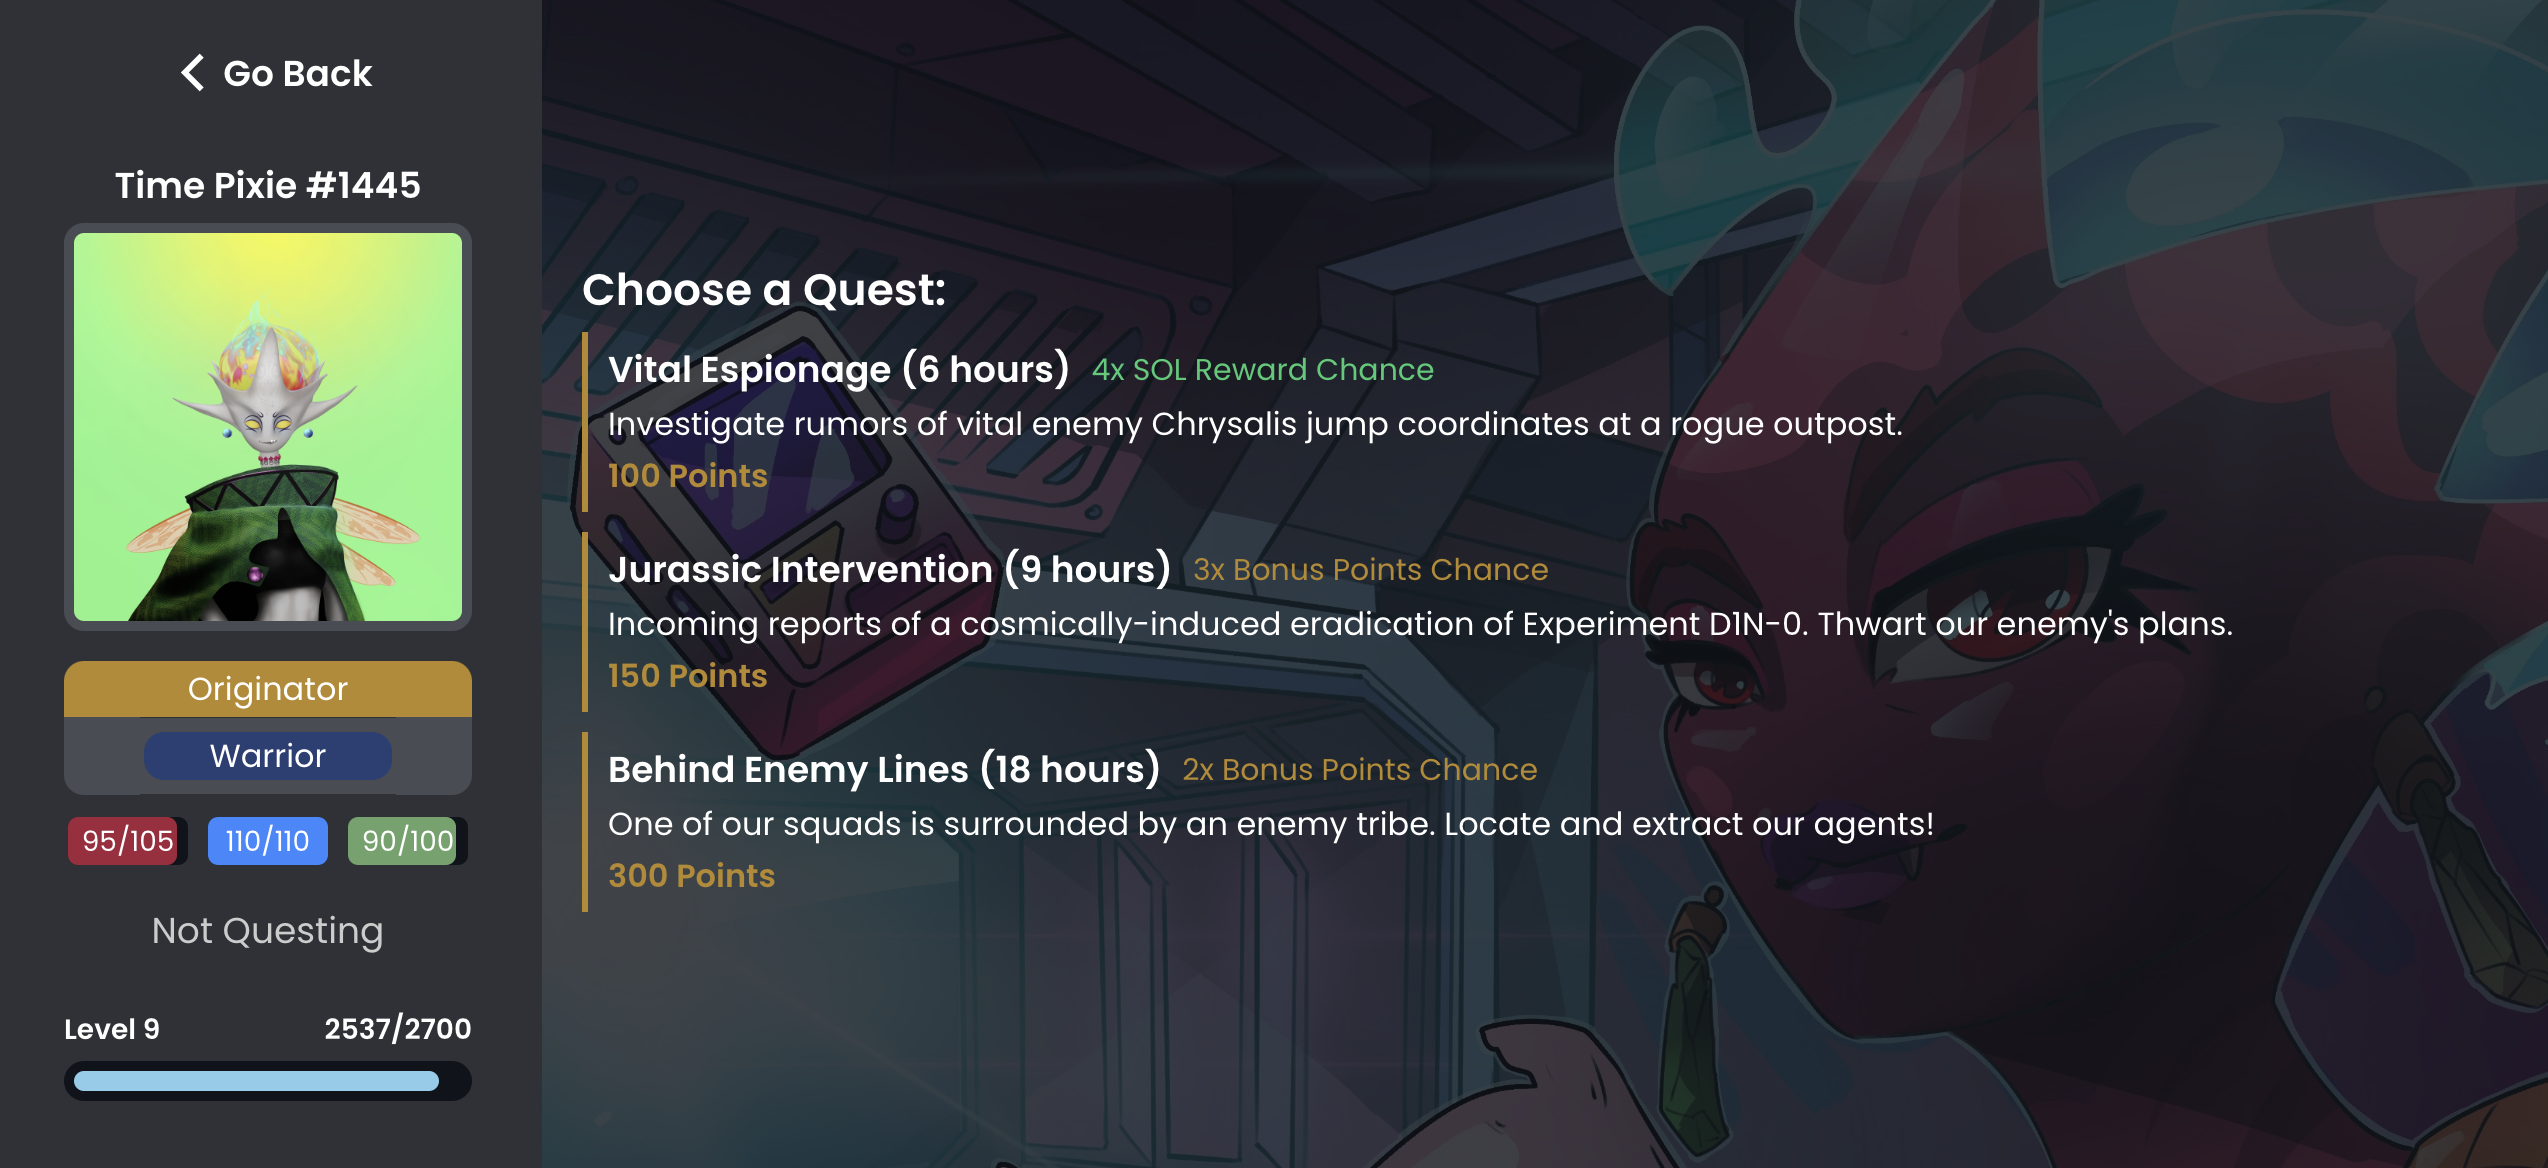 Go Back
Time Pixie #1445
Originator
Warrior
95/105 110/110 90/100
Not Questing
Level 9 2537/2700
Choose a Quest:
Vital Espionage (6 hours) 4x SOL Reward Chance
Investigate rumors of vital enemy Chrysalis jump coordinates at a rogue outpost.
100 Points
Jurassic Intervention (9 hours) 3x Bonus Points Chance
Incoming reports of a cosmically-induced eradication of Experiment D1N-0. Thwart our enemy's plans.
150 Points
Behind Enemy Lines (18 hours) 2x Bonus Points Chance
One of our squads is surrounded by an enemy tribe. Locate and extract our agents!
300 Points